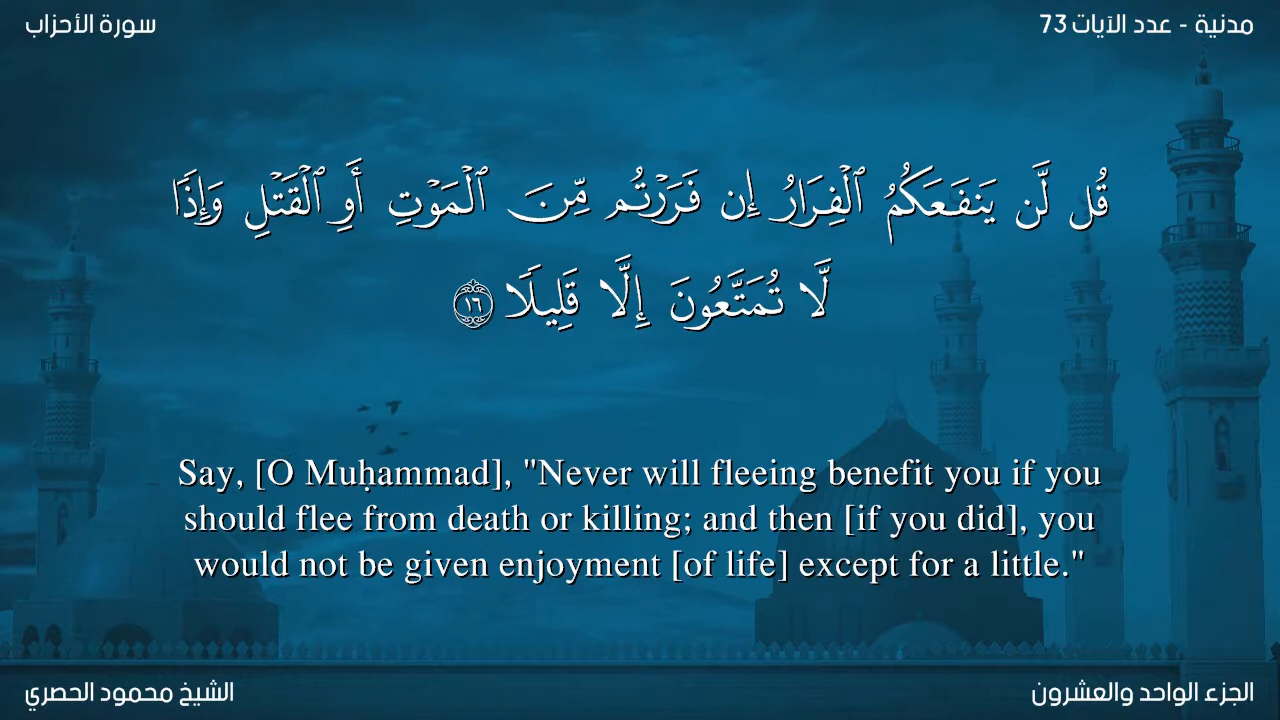 سورة الأحزاب
مدنية - عدد الآيات 73
قُل لَّن يَنفَعَكُمُ ٱلْفِرَارُ إِن فَرَرْتُم مِّنَ ٱلْمَوْتِ أَوِ ٱلْقَتْلِ وَإِذًا
لَّا تُمَتَّعُونَ إِلَّا قَلِيلًا ١٦
Say, [O Muḥammad], "Never will fleeing benefit you if you
should flee from death or killing; and then [if you did], you
would not be given enjoyment [of life] except for a little."
الشيخ محمود الحصري
الجزء الواحد والعشرون